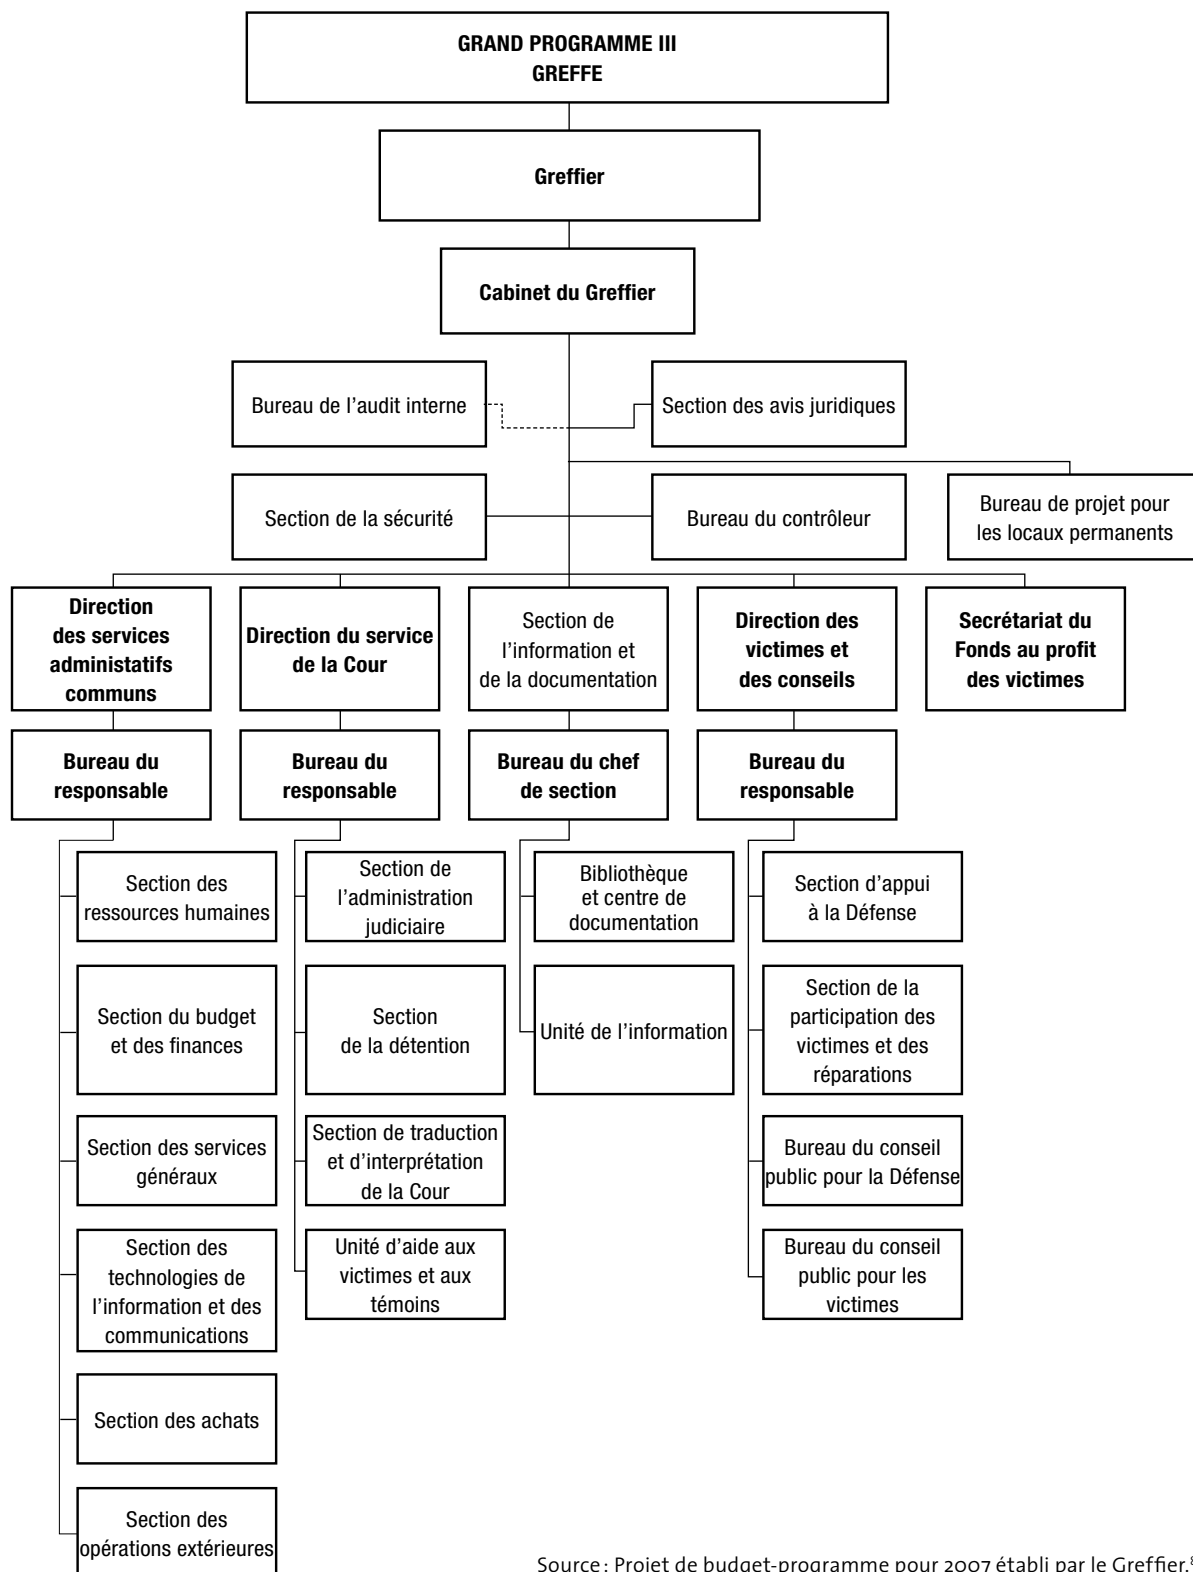 GRAND PROGRAMME III
GREFFE
Greffier
Cabinet du Greffier
Bureau de l'audit interne
Section des avis juridiques
Section de la sécurité
Bureau du contrôleur
Bureau de projet pour
les locaux permanents
Direction
des services
administatifs
communs
Direction du service
de la Cour
Section de
l'information et
de la documentation
Direction des
victimes et
des conseils
Secrétariat du
Fonds au profit
des victimes
Bureau du
responsable
Bureau du
responsable
Bureau du chef
de section
Bureau du
responsable
Section des
ressources humaines
Section du budget
et des finances
Section des services
généraux
Section des
technologies de
l'information et des
communications
Section des achats
Section des
opérations extérieures
Section de
l'administration
judiciaire
Section
de la détention
Section de traduction
et d'interprétation
de la Cour
Unité d'aide aux
victimes et aux
témoins
Bibliothèque
et centre de
documentation
Unité de l'information
Section d'appui
à la Défense
Section de la
participation des
victimes et des
réparations
Bureau du conseil
public pour la Défense
Bureau du conseil
public pour les
victimes
Source : Projet de budget-programme pour 2007 établi par le Greffier.⁸